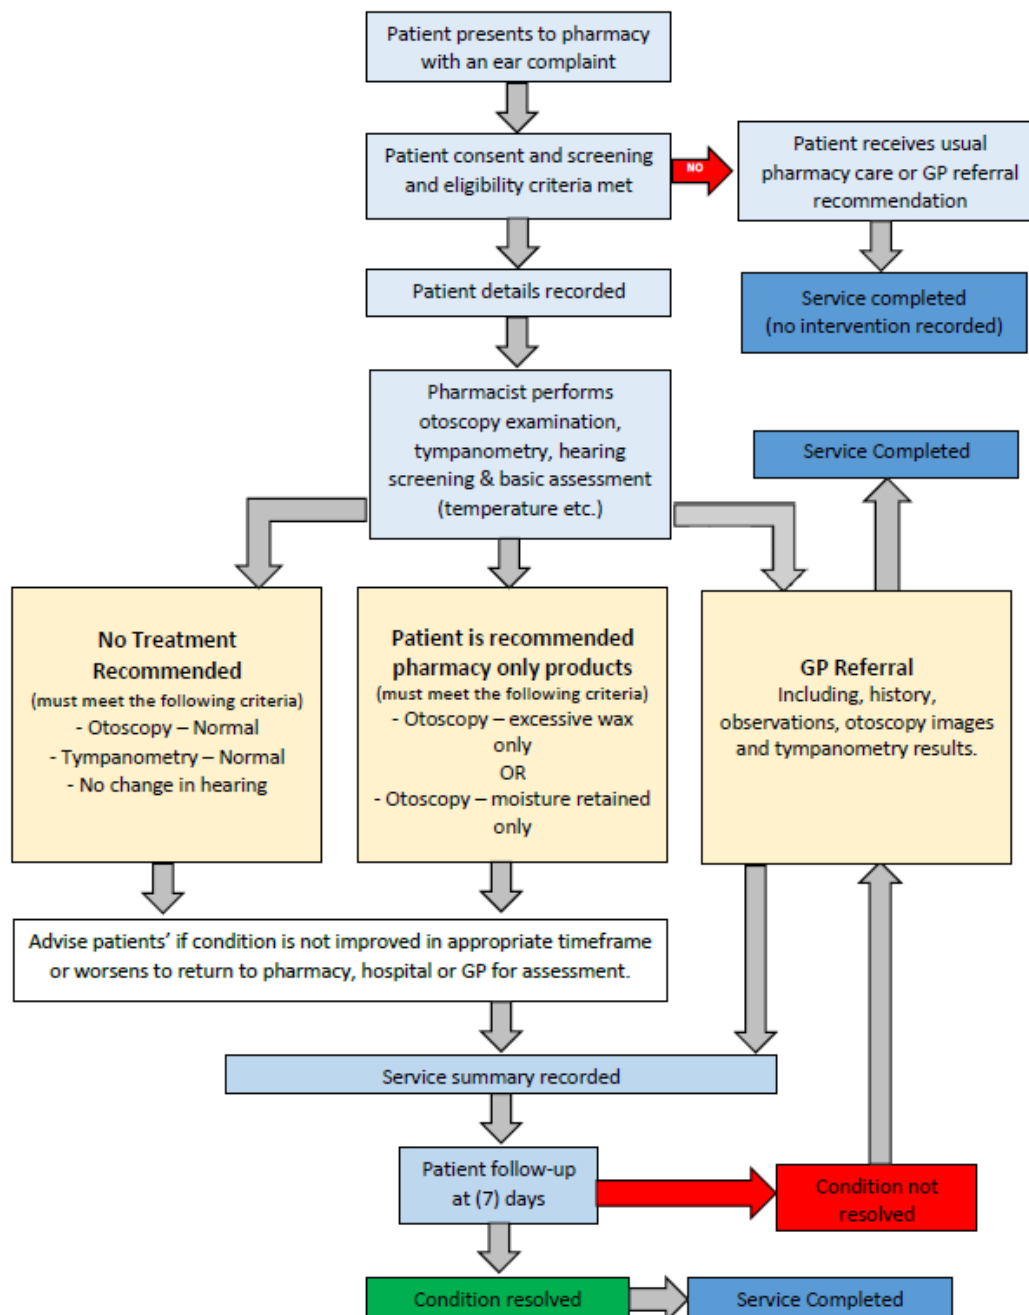 Patient presents to pharmacy
with an ear complaint
Patient consent and screening
and eligibility criteria met
NO
Patient receives usual
pharmacy care or GP referral
recommendation
Patient details recorded
Service completed
(no intervention recorded)
Pharmacist performs
otoscopy examination,
tympanometry, hearing
screening & basic assessment
(temperature etc.)
Service Completed
No Treatment
Recommended
(must meet the following criteria)
- Otoscopy – Normal
- Tympanometry – Normal
- No change in hearing
Patient is recommended
pharmacy only products
(must meet the following criteria)
- Otoscopy – excessive wax
only
OR
- Otoscopy – moisture retained
only
GP Referral
Including, history,
observations, otoscopy images
and tympanometry results.
Advise patients’ if condition is not improved in appropriate timeframe
or worsens to return to pharmacy, hospital or GP for assessment.
Service summary recorded
Patient follow-up
at (7) days
Condition not
resolved
Condition resolved
Service Completed